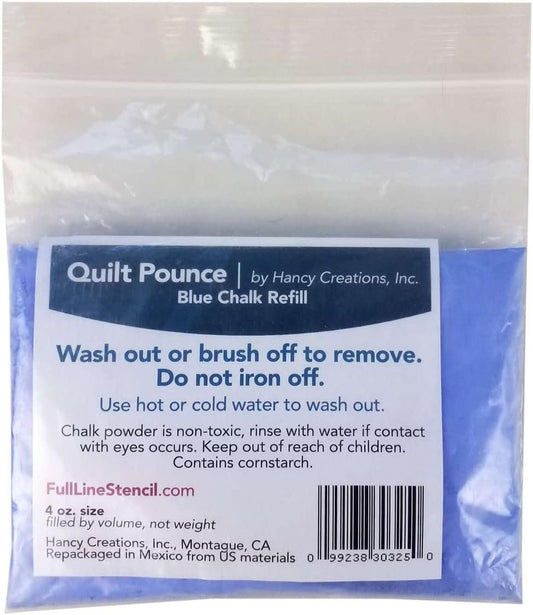 Quilt Pounce | by Hancy Creations, Inc.
Blue Chalk Refill
Wash out or brush off to remove.
Do not iron off.
Use hot or cold water to wash out.
Chalk powder is non-toxic, rinse with water if contact
with eyes occurs. Keep out of reach of children.
Contains cornstarch.
FullLineStencil.com
4 oz. size
filled by volume, not weight
Hancy Creations, Inc., Montague, CA
Repackaged in Mexico from US materials
0 99238 30325 0